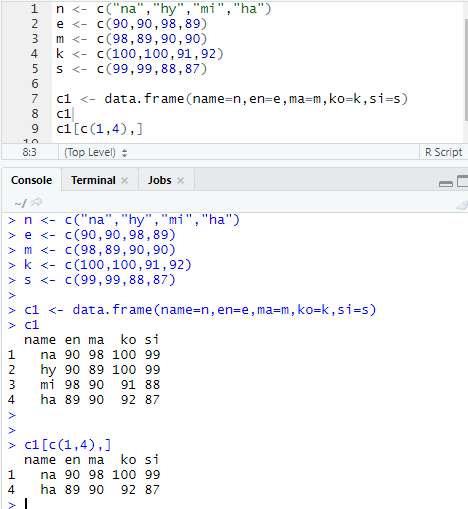 1 n <- c("na","hy","mi","ha")
2 e <- c(90,90,98,89)
3 m <- c(98,89,90,90)
4 k <- c(100,100,91,92)
5 s <- c(99,99,88,87)
6
7 c1 <- data.frame(name=n,en=e,ma=m,ko=k,si=s)
8 c1
9 c1[c(1,4),]
10
8:3 (Top Level) R Script
Console Terminal × Jobs ×
~/
> n <- c("na","hy","mi","ha")
> e <- c(90,90,98,89)
> m <- c(98,89,90,90)
> k <- c(100,100,91,92)
> s <- c(99,99,88,87)
>
> c1 <- data.frame(name=n,en=e,ma=m,ko=k,si=s)
> c1
  name en ma  ko si
1   na 90 98 100 99
2   hy 90 89 100 99
3   mi 98 90  91 88
4   ha 89 90  92 87
>
>
> c1[c(1,4),]
  name en ma  ko si
1   na 90 98 100 99
4   ha 89 90  92 87
>